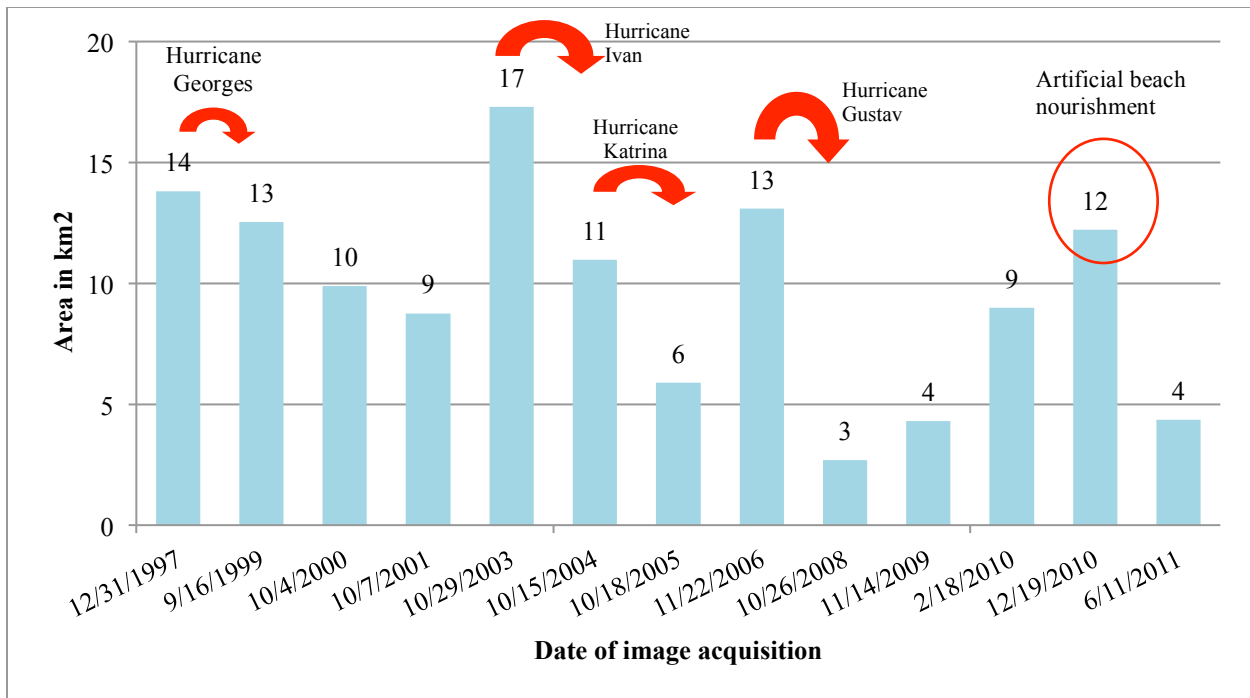 Hurricane
Georges
Hurricane
Ivan
Hurricane
Katrina
Hurricane
Gustav
Artificial beach
nourishment
20
15
10
5
0
Area in km2
14
13
10
9
17
11
6
13
3
4
9
12
4
12/31/1997
9/16/1999
10/4/2000
10/7/2001
10/29/2003
10/15/2004
10/18/2005
11/22/2006
10/26/2008
11/14/2009
2/18/2010
12/19/2010
6/11/2011
Date of image acquisition